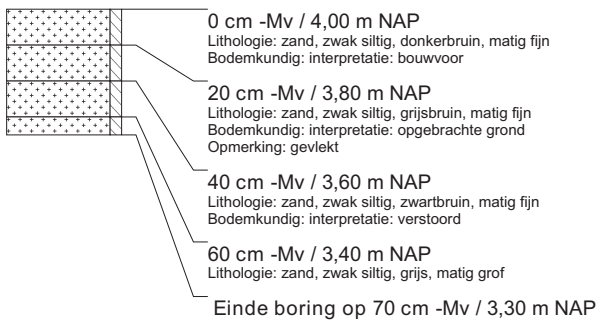 0 cm -Mv / 4,00 m NAP
Lithologie: zand, zwak siltig, donkerbruin, matig fijn
Bodemkundig: interpretatie: bouwvoor
20 cm -Mv / 3,80 m NAP
Lithologie: zand, zwak siltig, grijsbruin, matig fijn
Bodemkundig: interpretatie: opgebrachte grond
Opmerking: gevlekt
40 cm -Mv / 3,60 m NAP
Lithologie: zand, zwak siltig, zwartbruin, matig fijn
Bodemkundig: interpretatie: verstoord
60 cm -Mv / 3,40 m NAP
Lithologie: zand, zwak siltig, grijs, matig grof
Einde boring op 70 cm -Mv / 3,30 m NAP